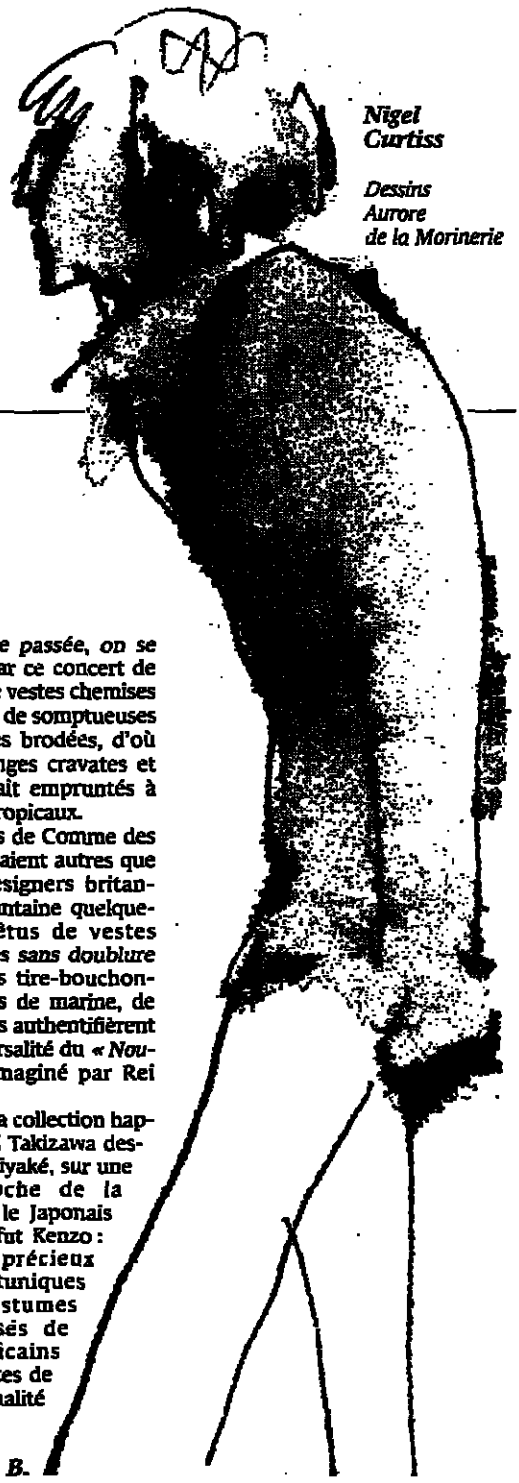 Nigel
Curtiss
Dessins
Aurore
de la Morinerie
e passée, on se
ar ce concert de
e vestes chemises
de somptueuses
es brodées, d'où
nges cravates et
ait empruntés à
ropicaux.
s de Comme des
aient autres que
esigners britan-
ntaine quelque-
êtus de vestes
s sans doublure
s tire-bouchon-
s de marine, de
s authentifièrent
rsalité du « Nou-
maginé par Rei
a collection hap-
Takizawa des-
iyaké, sur une
oche de la
le Japonais
fut Kenzo :
précieux
tuniques
stumes
sés de
icains
tes de
nalité
B.